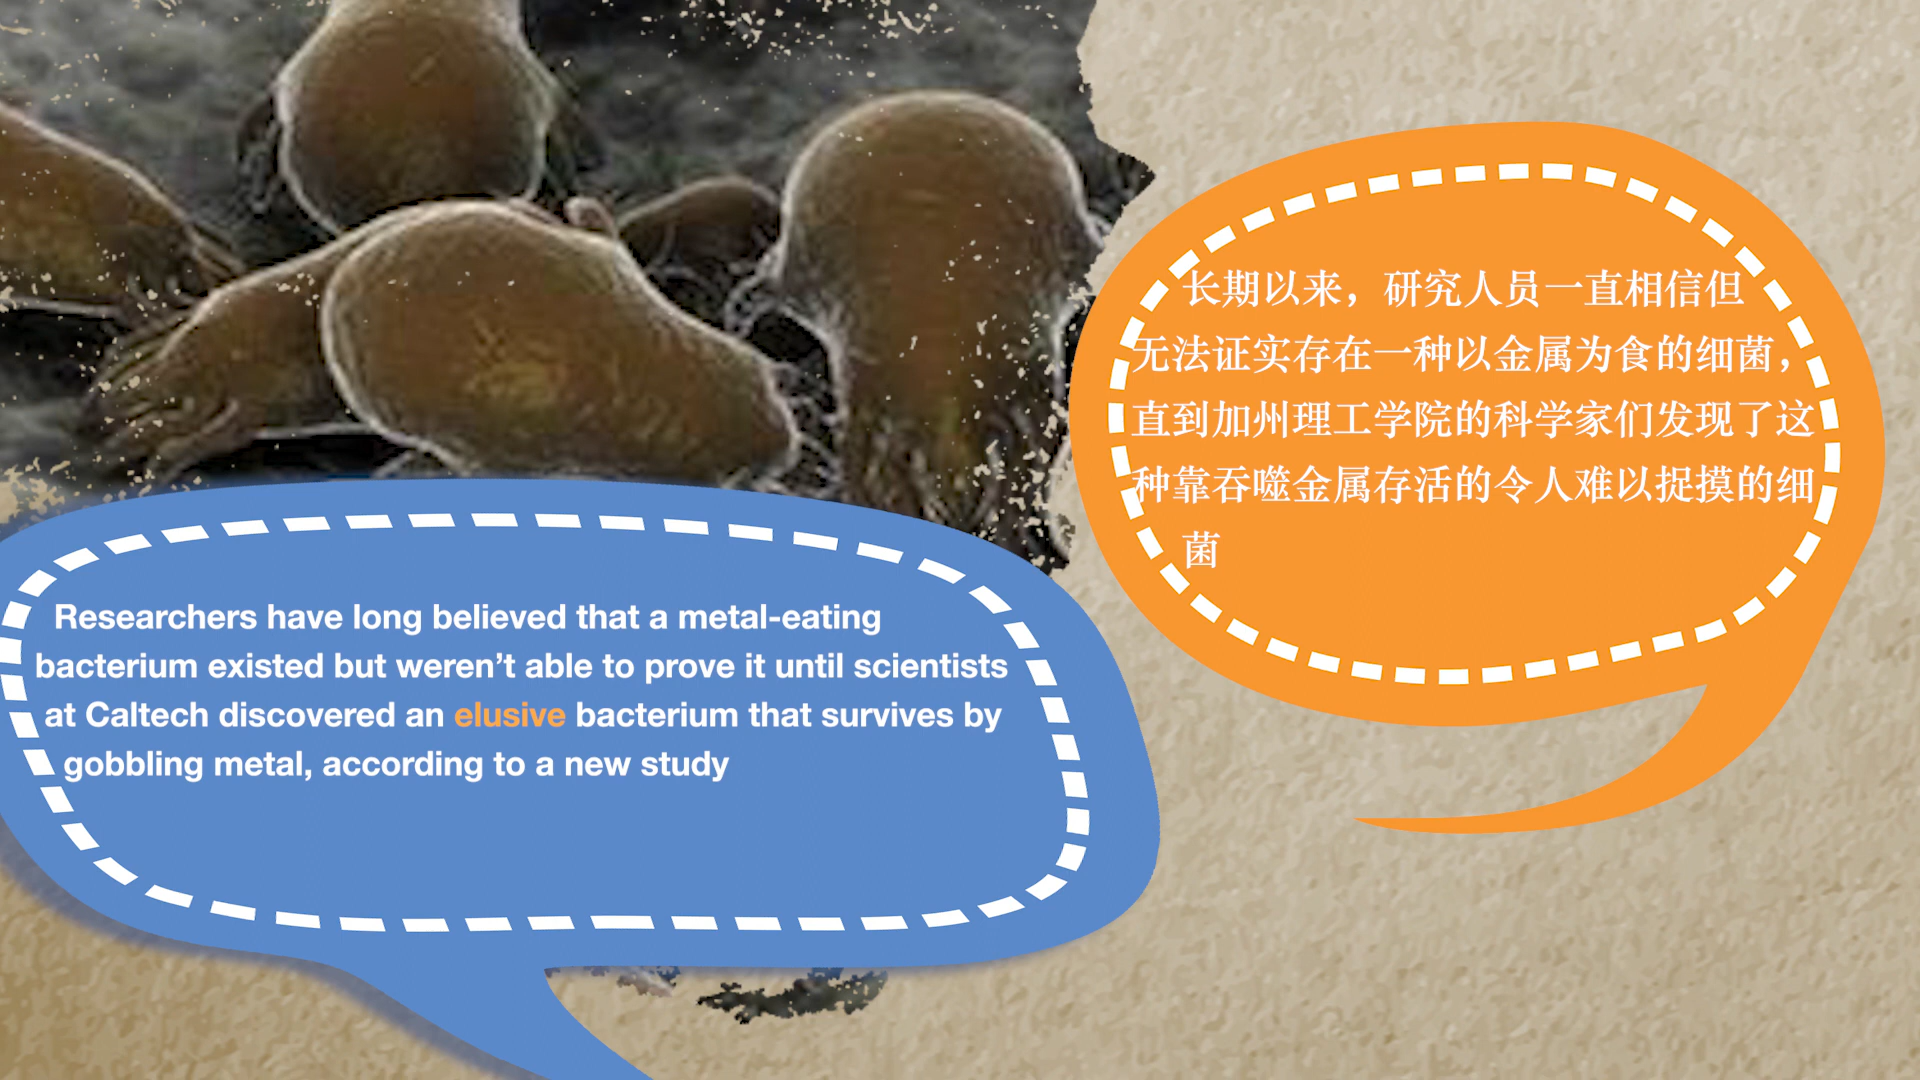 长期以来，研究人员一直相信但
无法证实存在一种以金属为食的细菌，
直到加州理工学院的科学家们发现了这
种靠吞噬金属存活的令人难以捉摸的细
菌
Researchers have long believed that a metal-eating
bacterium existed but weren’t able to prove it until scientists
at Caltech discovered an elusive bacterium that survives by
gobbling metal, according to a new study